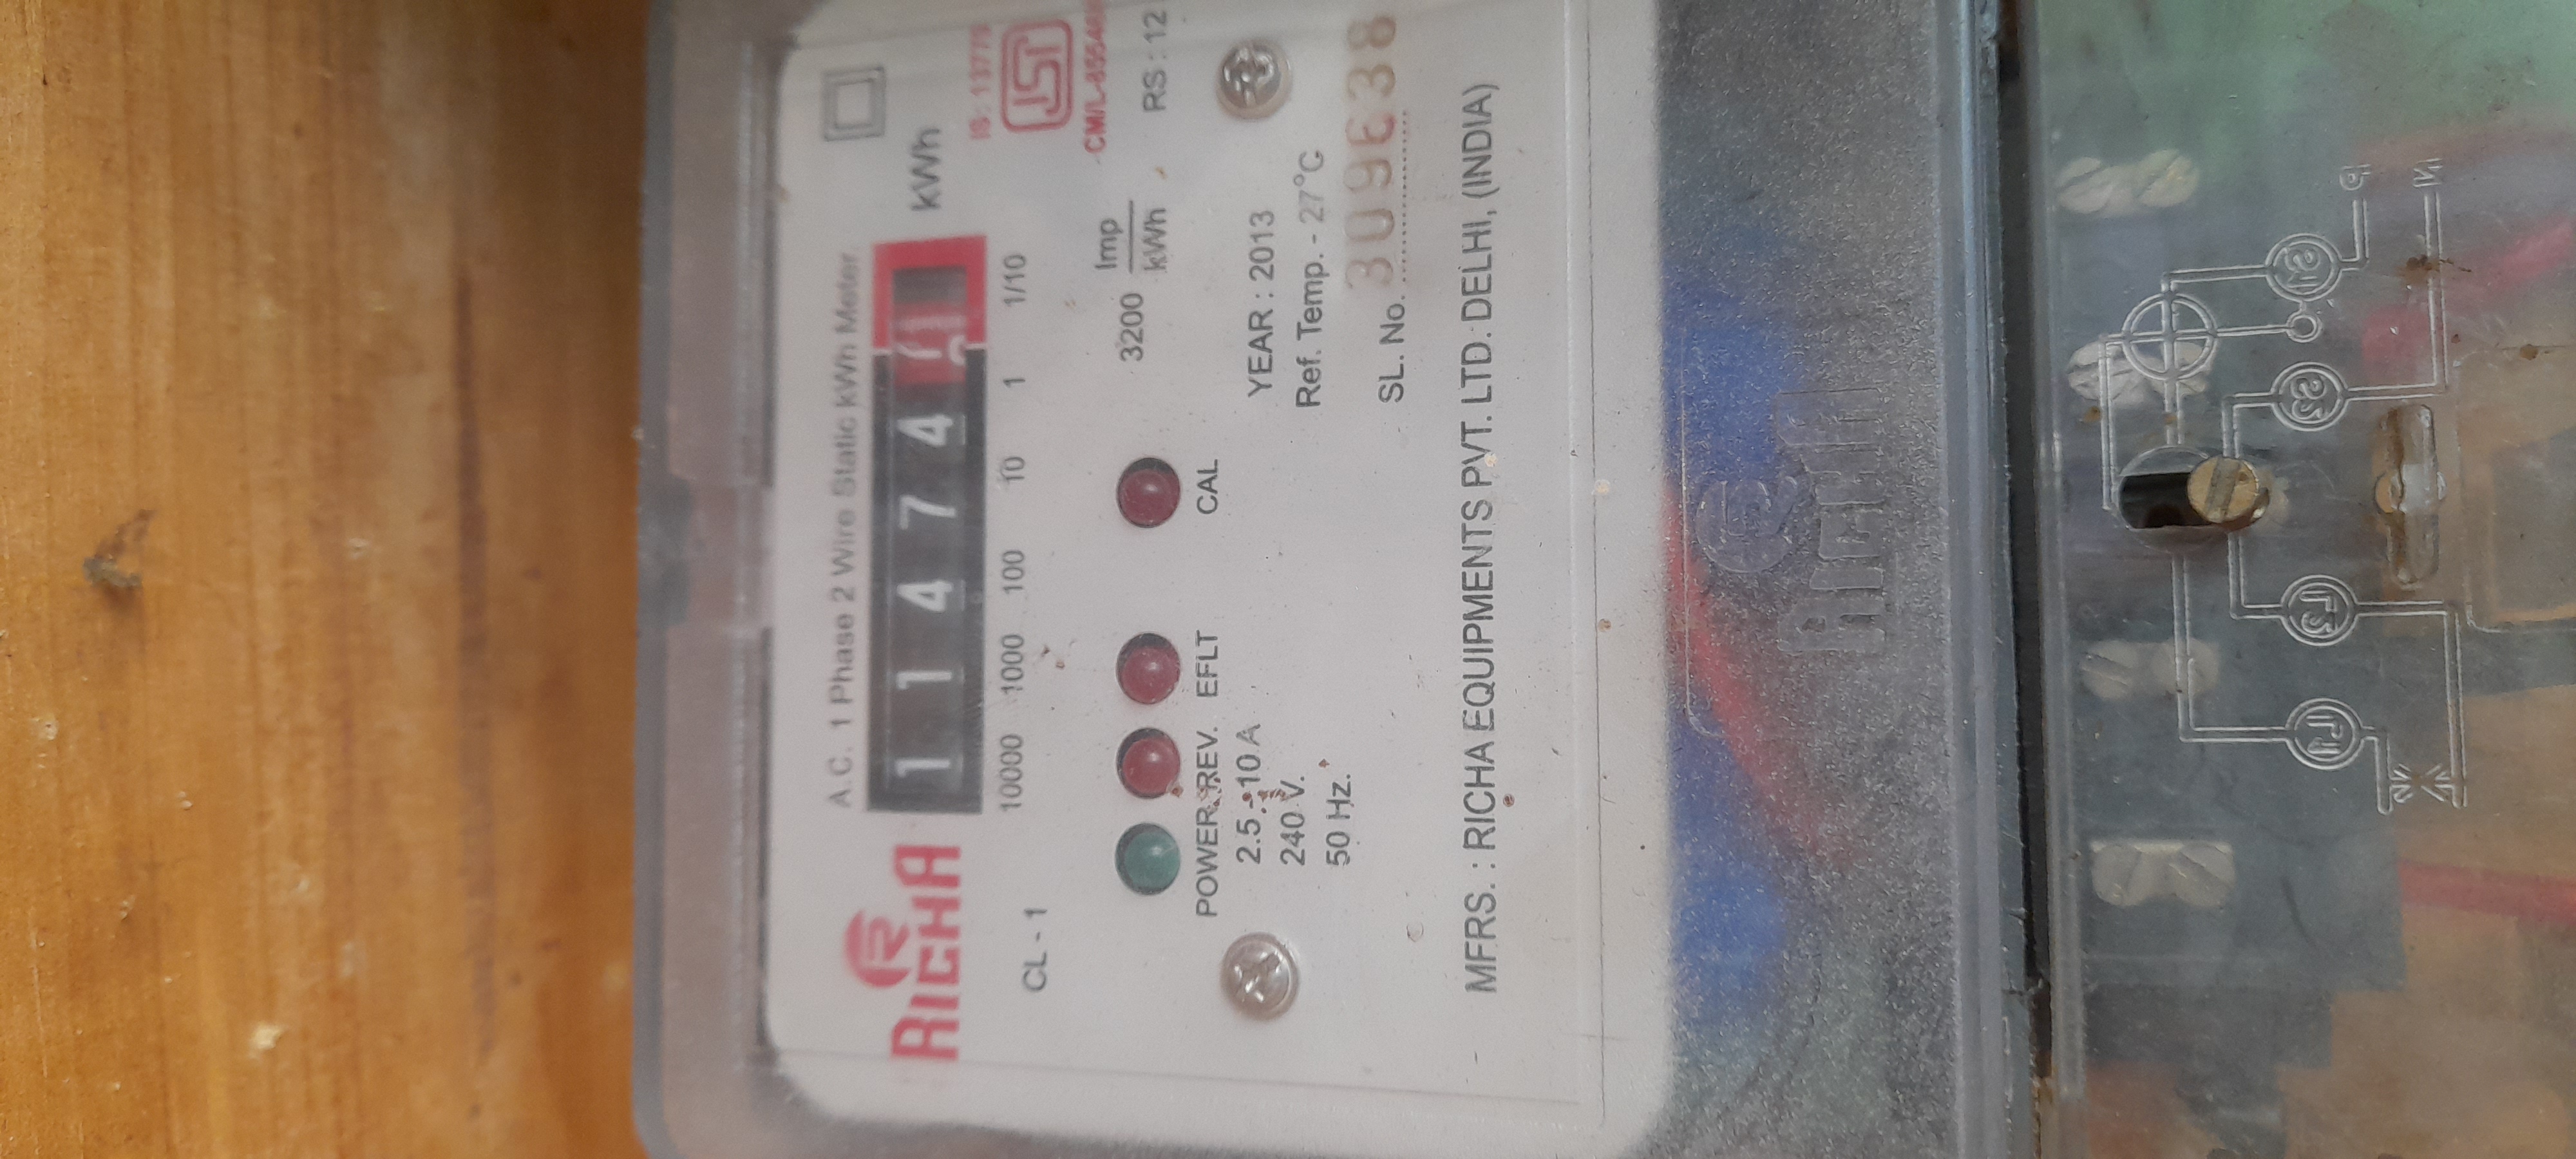 A.C. 1 Phase 2 Wire Static kWh Meter
RICHA
1 1 4 7 4 7
kWh
10000 1000 100 10 1 1/10
CL - 1
IS : 13779
RS : 12
3200 Imp/kWh
POWER REV. EFLT CAL
2.5 - 10 A
240 V.
50 Hz.
YEAR : 2013
Ref. Temp. - 27°C
SL. No. 309638
MFRS. : RICHA EQUIPMENTS PVT. LTD. DELHI, (INDIA)